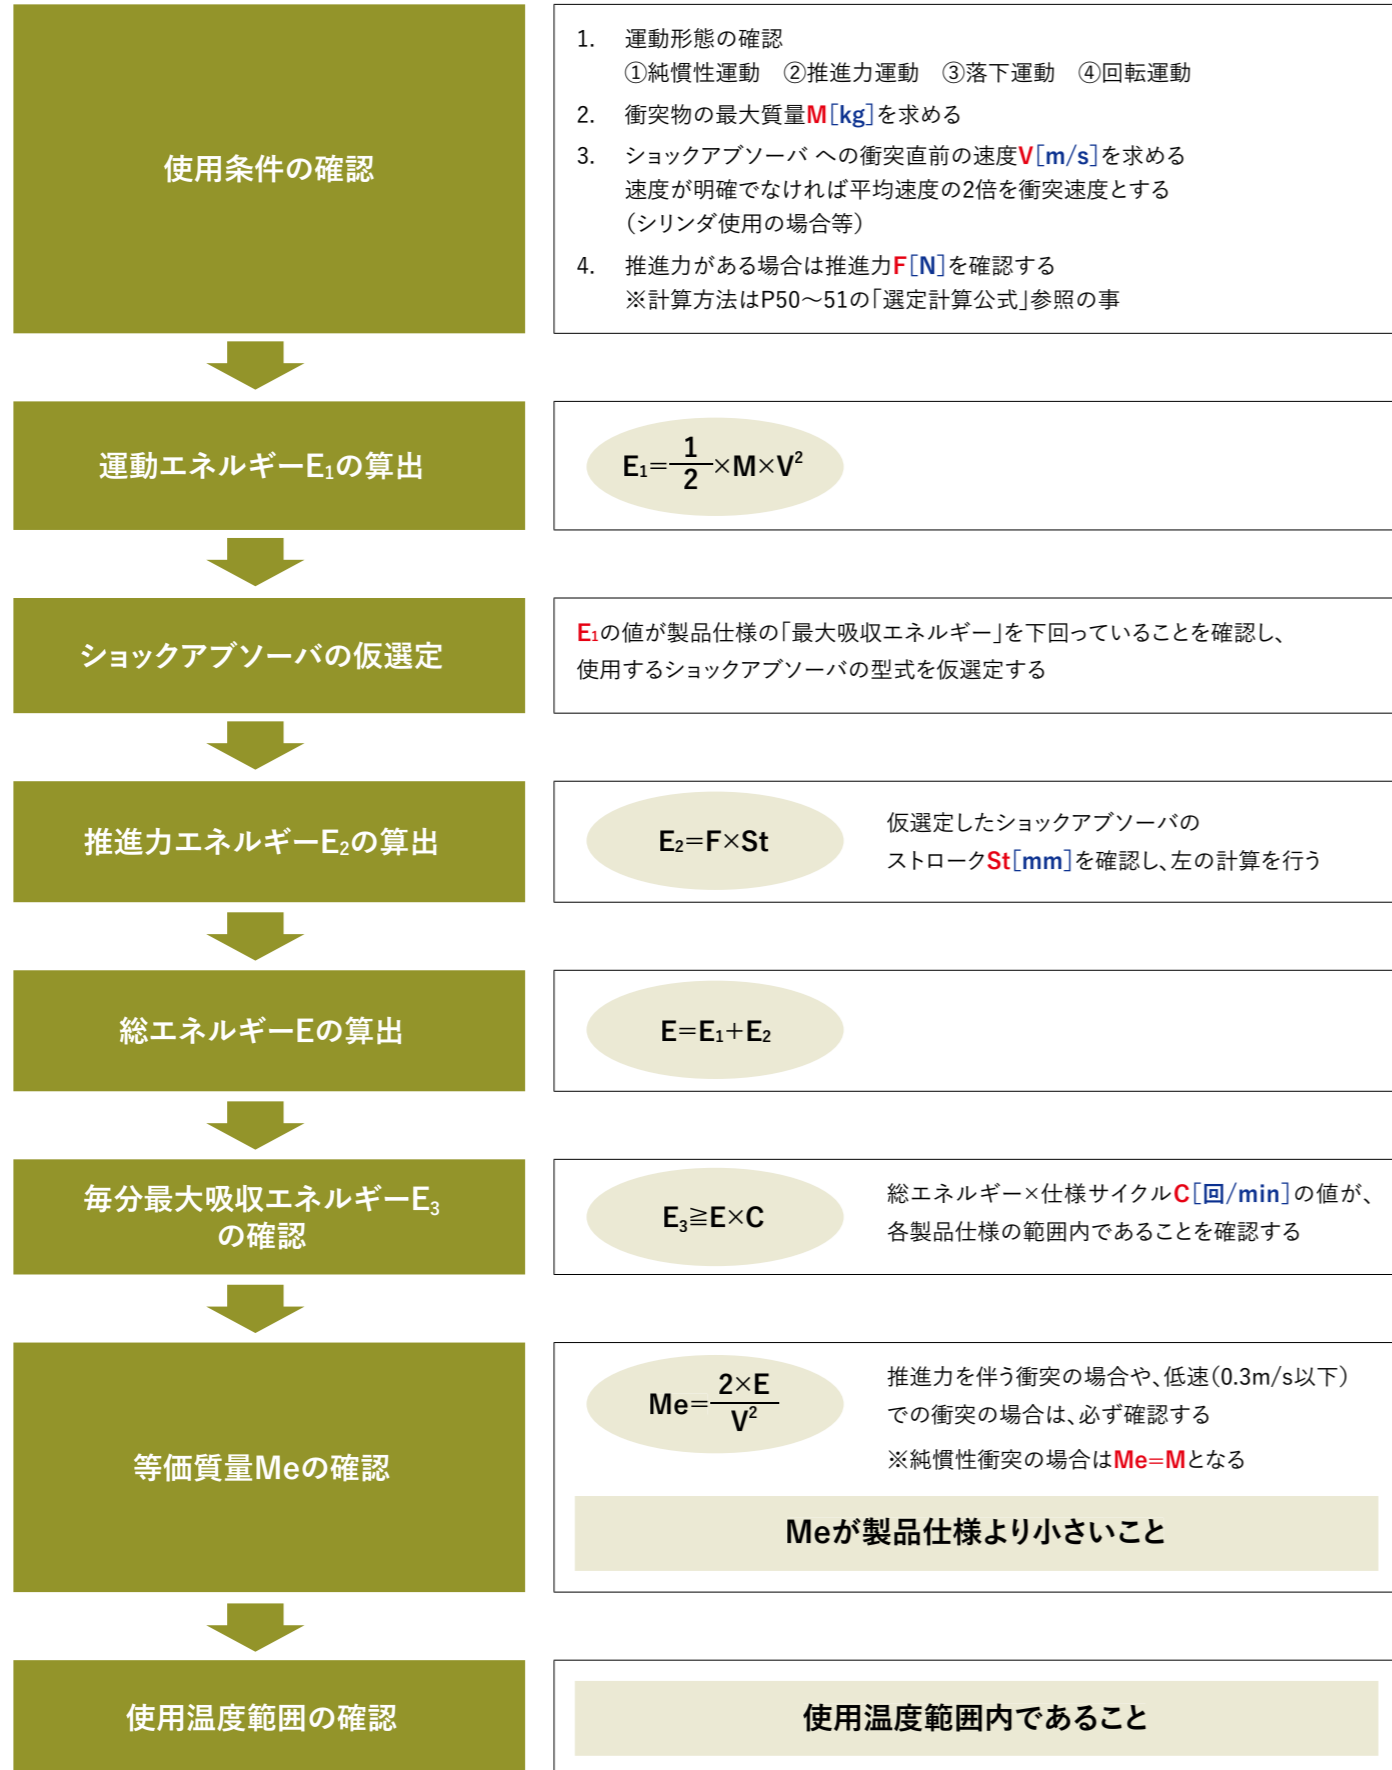 使用条件の確認
1. 運動形態の確認
①純慣性運動　②推進力運動　③落下運動　④回転運動
2. 衝突物の最大質量M[kg]を求める
3. ショックアブソーバ への衝突直前の速度V[m/s]を求める
速度が明確でなければ平均速度の2倍を衝突速度とする
（シリンダ使用の場合等）
4. 推進力がある場合は推進力F[N]を確認する
※計算方法はP50～51の「選定計算公式」参照の事
運動エネルギーE₁の算出
E₁=1/2×M×V²
ショックアブソーバの仮選定
E₁の値が製品仕様の「最大吸収エネルギー」を下回っていることを確認し、
使用するショックアブソーバの型式を仮選定する
推進力エネルギーE₂の算出
E₂=F×St
仮選定したショックアブソーバの
ストロークSt[mm]を確認し、左の計算を行う
総エネルギーEの算出
E=E₁+E₂
毎分最大吸収エネルギーE₃
の確認
E₃≧E×C
総エネルギー×仕様サイクルC[回/min]の値が、
各製品仕様の範囲内であることを確認する
等価質量Meの確認
Me=2×E/V²
推進力を伴う衝突の場合や、低速（0.3m/s以下）
での衝突の場合は、必ず確認する
※純慣性衝突の場合はMe=Mとなる
Meが製品仕様より小さいこと
使用温度範囲の確認
使用温度範囲内であること